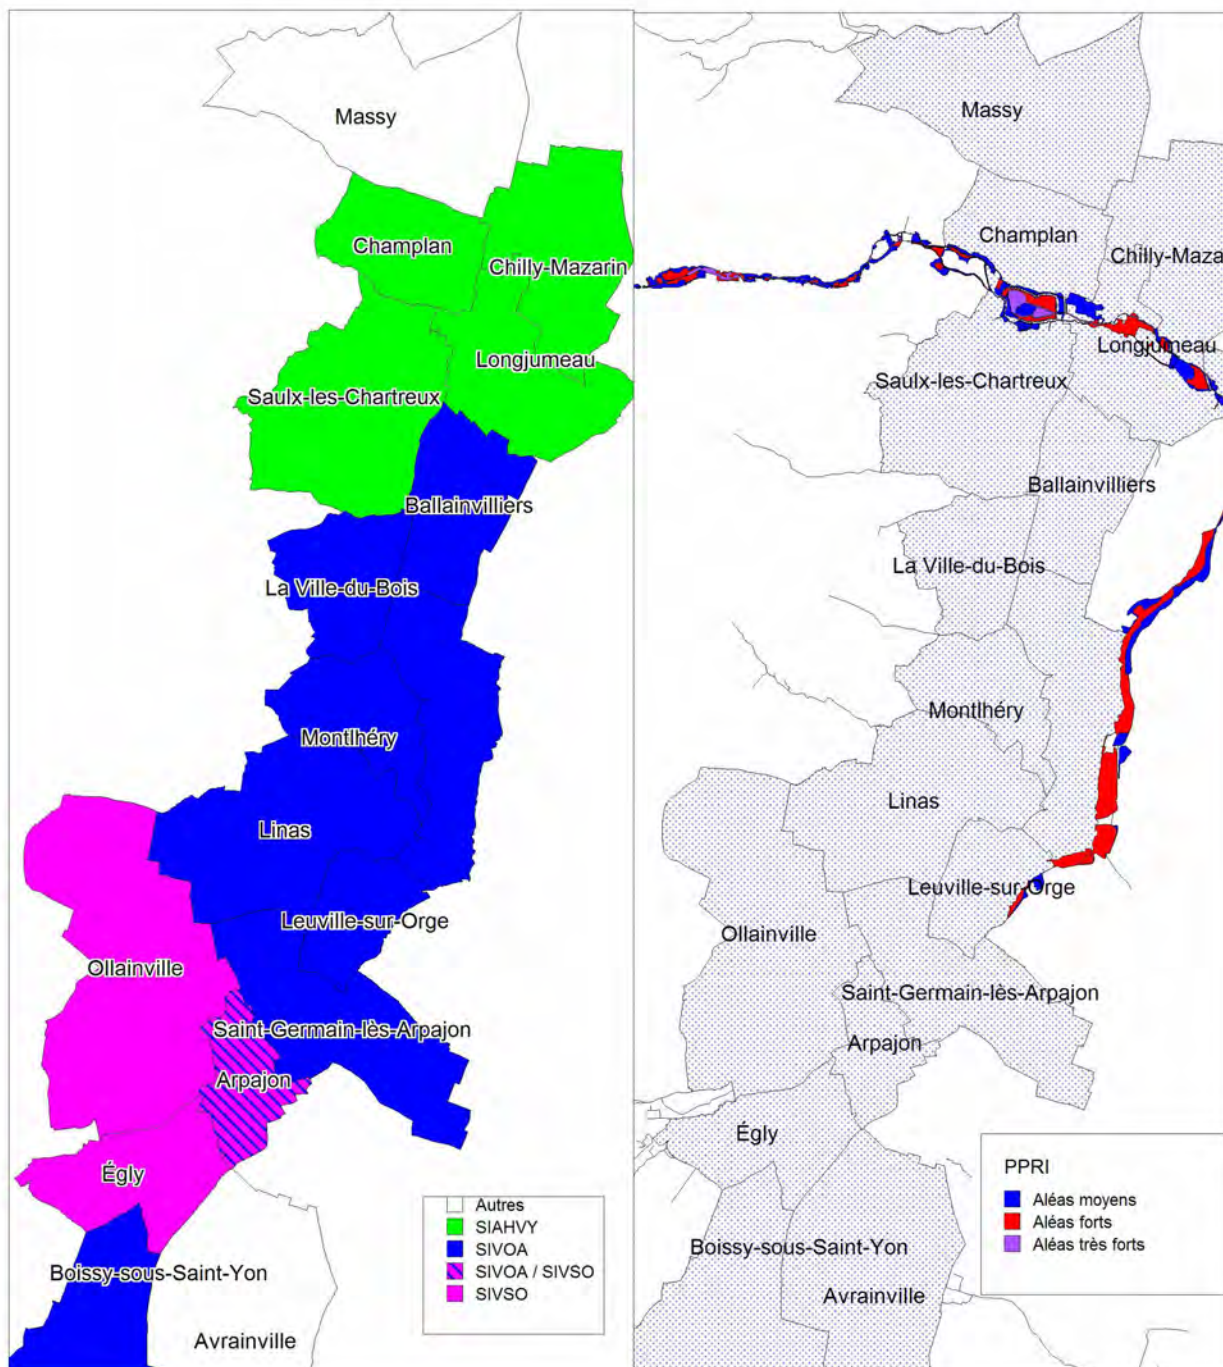 Massy
Champlan
Chilly-Mazarin
Longjumeau
Saulx-les-Chartreux
Ballainvilliers
La Ville-du-Bois
Montlhéry
Linas
Leuville-sur-Orge
Ollainville
Saint-Germain-lès-Arpajon
Arpajon
Égly
Boissy-sous-Saint-Yon
Avrainville
Autres
SIAHVY
SIVOA
SIVOA / SIVSO
SIVSO
Massy
Champlan
Chilly-Maza
Longjumeau
Saulx-les-Chartreux
Ballainvilliers
La Ville-du-Bois
Montlhéry
Linas
Leuville-sur-Orge
Ollainville
Saint-Germain-lès-Arpajon
Arpajon
Égly
Boissy-sous-Saint-Yon
Avrainville
PPRI
Aléas moyens
Aléas forts
Aléas très forts